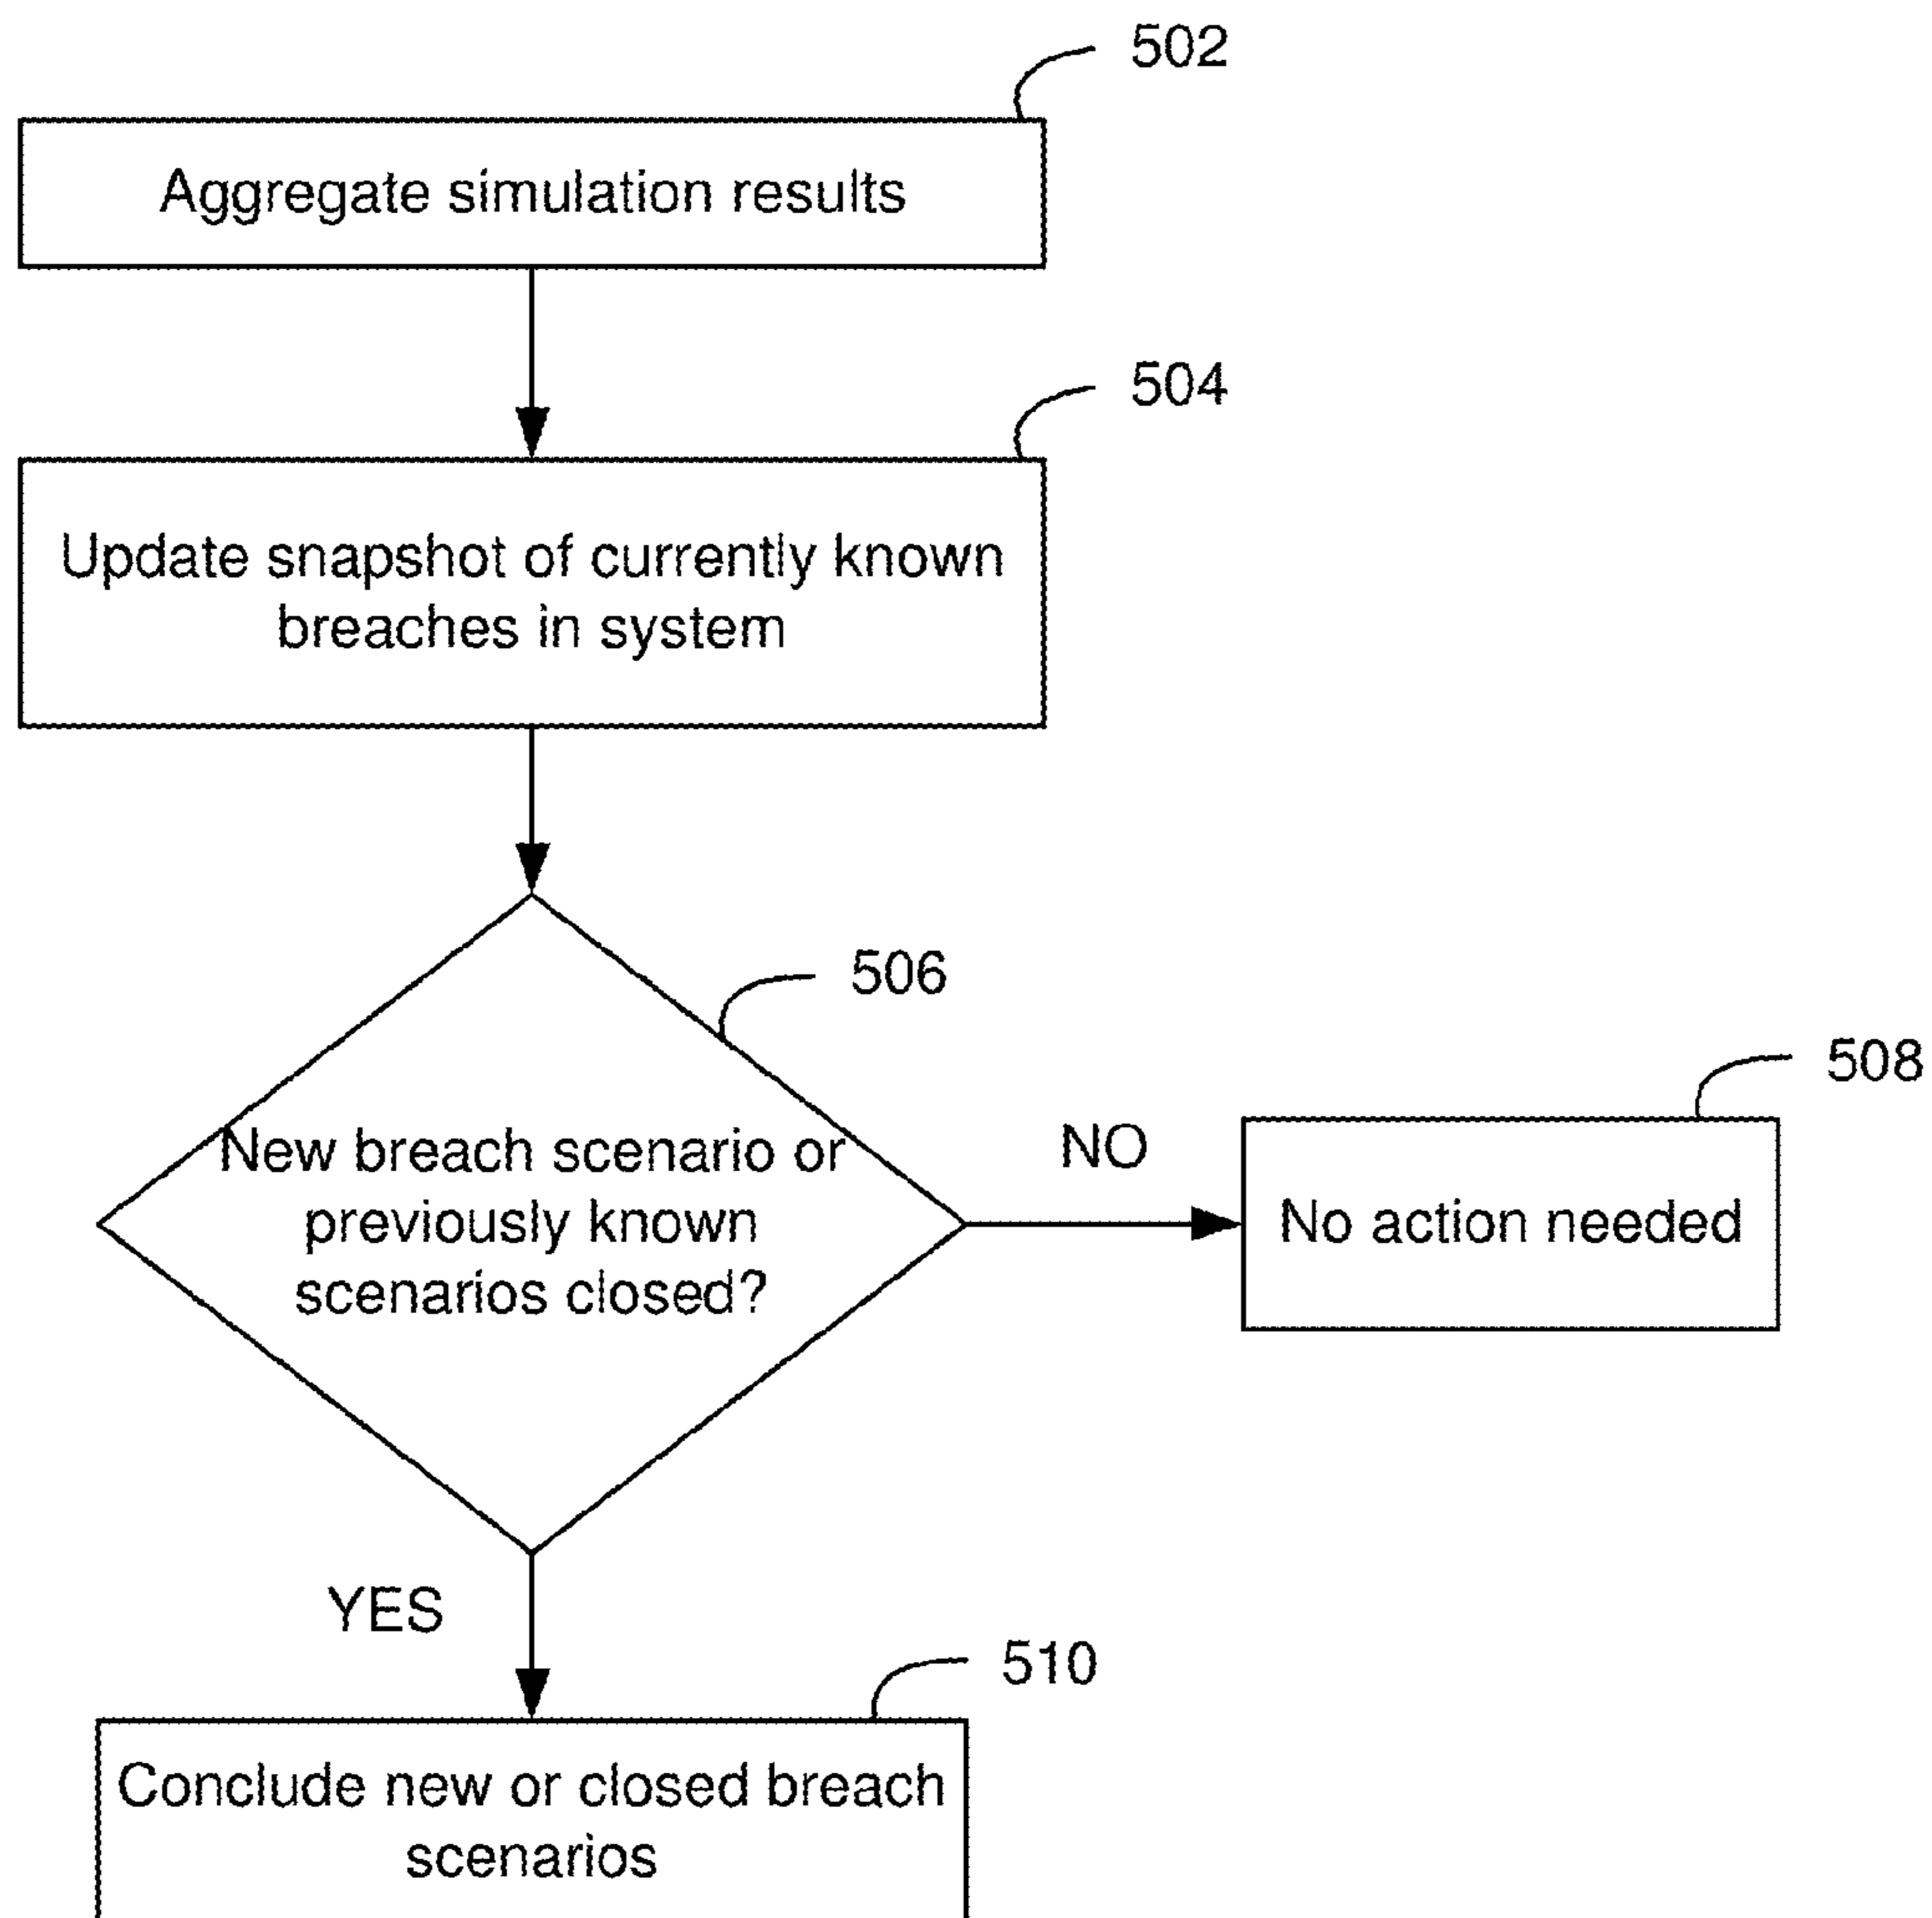 502
Aggregate simulation results
504
Update snapshot of currently known
breaches in system
506
New breach scenario or
previously known
scenarios closed?
NO
508
No action needed
YES
510
Conclude new or closed breach
scenarios